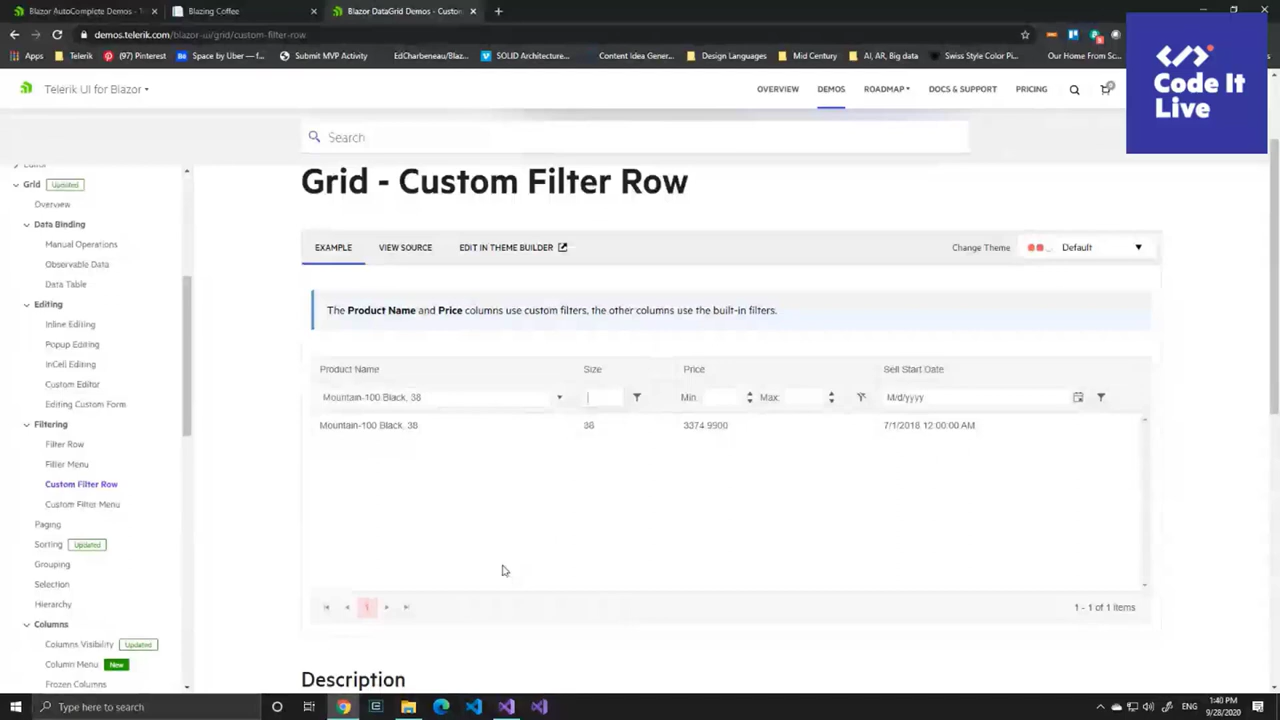 Blazor AutoComplete Demos - T
Blazing Coffee
Blazor DataGrid Demos - Custom
demos.telerik.com/blazor-ui/grid/custom-filter-row
Apps
Telerik
(97) Pinterest
Space by Uber — f...
Submit MVP Activity
EdCharbeneau/Blaz...
SOLID Architecture...
Content Idea Gener...
Design Languages
Mid Century
AI, AR, Big data
Swiss Style Color Pi...
Our Home From Sc...
Code It
Live
Telerik UI for Blazor
OVERVIEW
DEMOS
ROADMAP
DOCS & SUPPORT
PRICING
0
Search
Editor
Grid Updated
Overview
Data Binding
Manual Operations
Observable Data
Data Table
Editing
Inline Editing
Popup Editing
InCell Editing
Custom Editor
Editing Custom Form
Filtering
Filter Row
Filter Menu
Custom Filter Row
Custom Filter Menu
Paging
Sorting Updated
Grouping
Selection
Hierarchy
Columns
Columns Visibility Updated
Column Menu New
Frozen Columns
Grid - Custom Filter Row
EXAMPLE
VIEW SOURCE
EDIT IN THEME BUILDER
Change Theme
Default
The Product Name and Price columns use custom filters, the other columns use the built-in filters.
Product Name
Size
Price
Sell Start Date
Mountain-100 Black, 38
Min:
Max:
M/d/yyyy
Mountain-100 Black, 38
38
3374.9900
7/1/2018 12:00:00 AM
1
1 - 1 of 1 items
Description
Type here to search
ENG
1:40 PM
9/28/2020